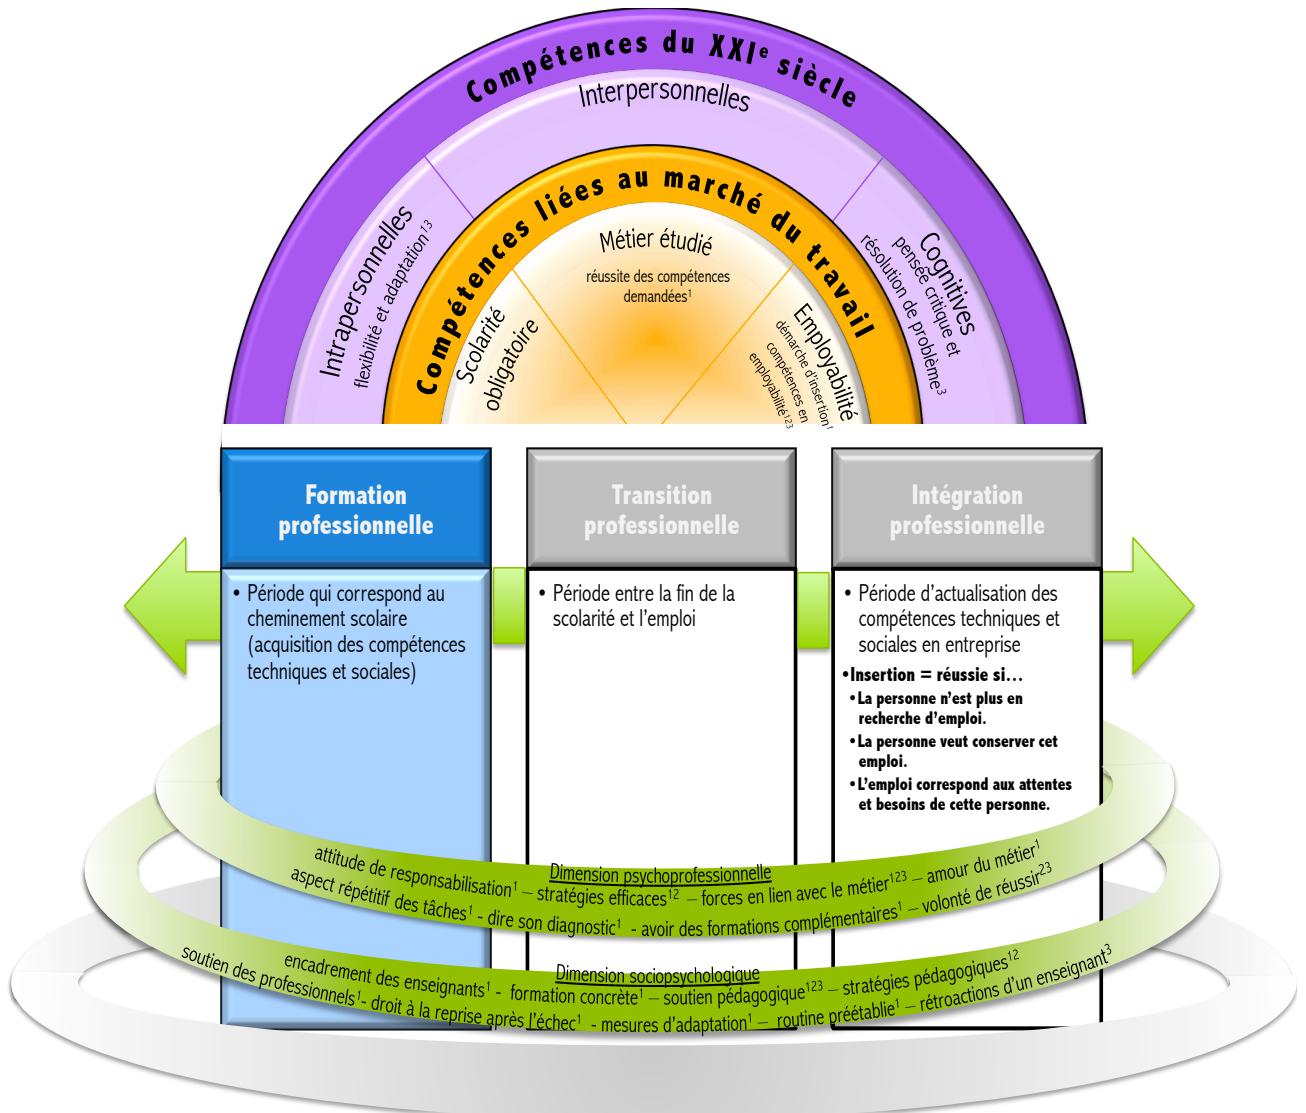 Compétences du XXIe siècle
Interpersonnelles
Intrapersonnelles
flexibilité et adaptation13
Cognitives
pensée critique et
résolution de problème3
Compétences liées au marché du travail
Métier étudié
réussite des compétences
demandées1
Scolarité
obligatoire
Employabilité
démarche d'insertion1
compétences en
employabilité123
Formation
professionnelle
• Période qui correspond au
cheminement scolaire
(acquisition des compétences
techniques et sociales)
Transition
professionnelle
• Période entre la fin de la
scolarité et l'emploi
Intégration
professionnelle
• Période d'actualisation des
compétences techniques et
sociales en entreprise
•Insertion = réussie si…
•La personne n'est plus en
recherche d'emploi.
•La personne veut conserver cet
emploi.
•L'emploi correspond aux attentes
et besoins de cette personne.
Dimension psychoprofessionnelle
attitude de responsabilisation1 – stratégies efficaces12 – forces en lien avec le métier123 – amour du métier1
aspect répétitif des tâches1 - dire son diagnostic1 - avoir des formations complémentaires1 – volonté de réussir23
Dimension sociopsychologique
encadrement des enseignants1 - formation concrète1 – soutien pédagogique123 – stratégies pédagogiques12
soutien des professionnels1- droit à la reprise après l'échec1 - mesures d'adaptation1 – routine préétablie1 – rétroactions d'un enseignant3